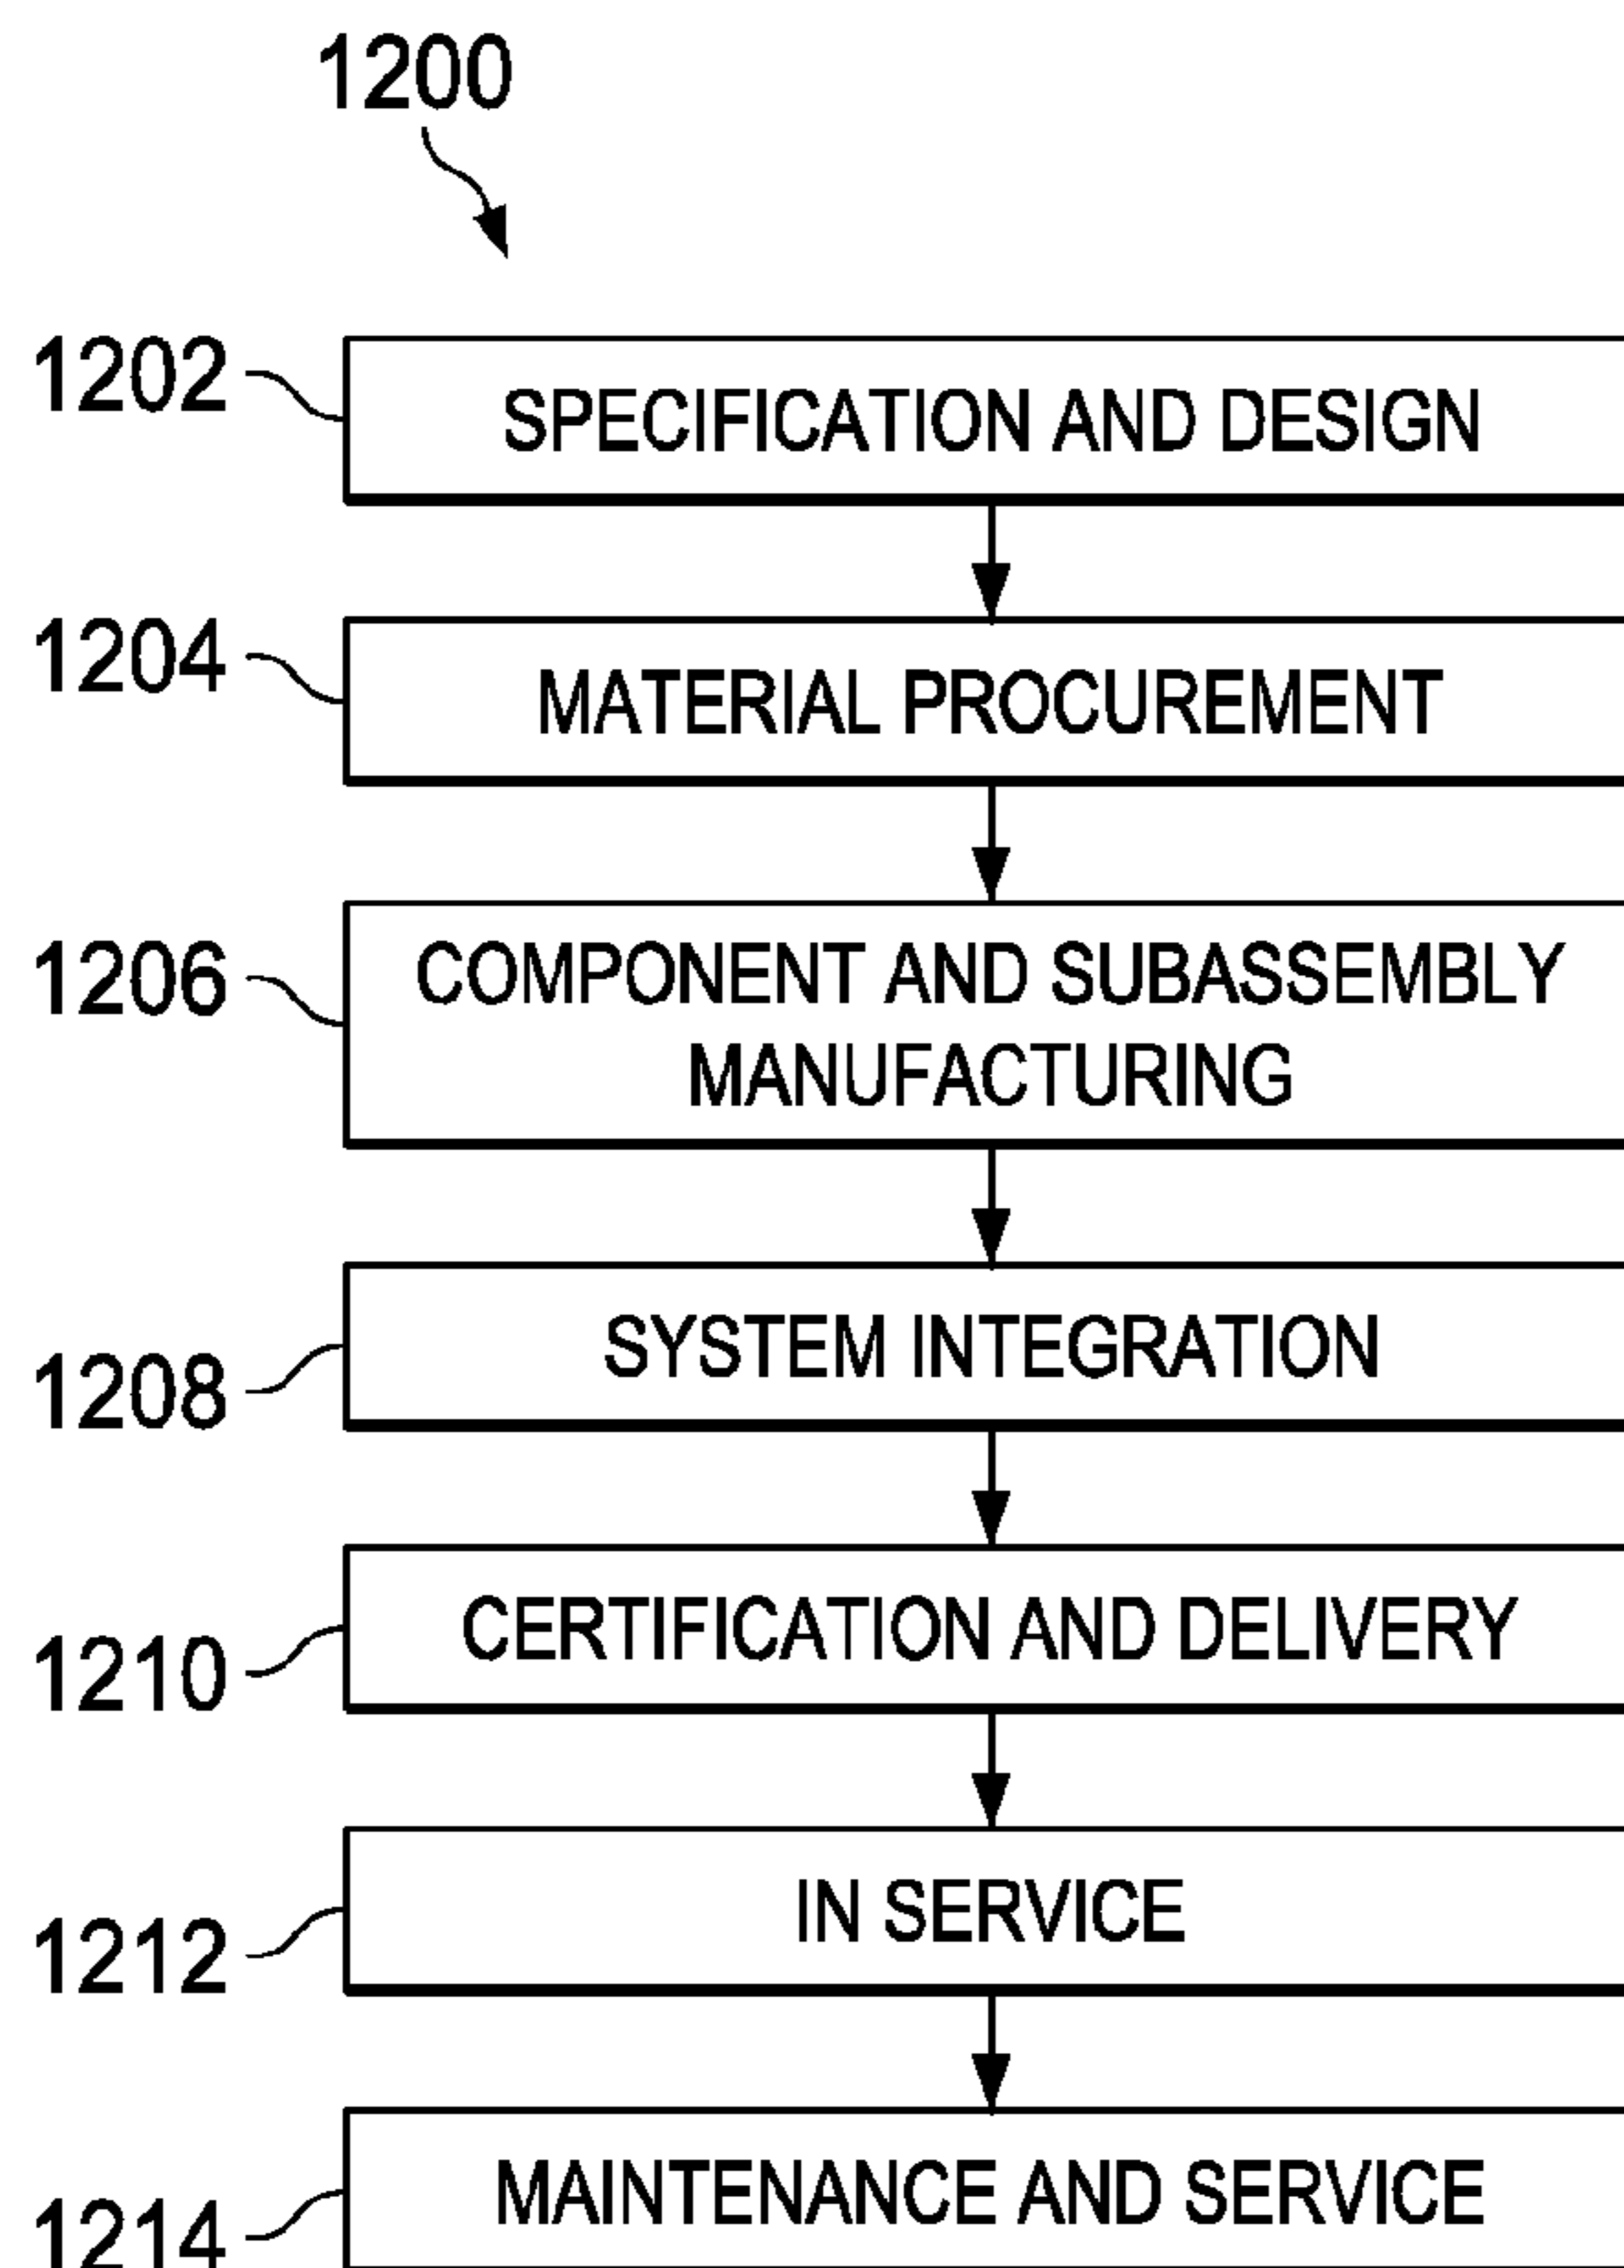 1200
1202
SPECIFICATION AND DESIGN
1204
MATERIAL PROCUREMENT
1206
COMPONENT AND SUBASSEMBLY
MANUFACTURING
1208
SYSTEM INTEGRATION
1210
CERTIFICATION AND DELIVERY
1212
IN SERVICE
1214
MAINTENANCE AND SERVICE